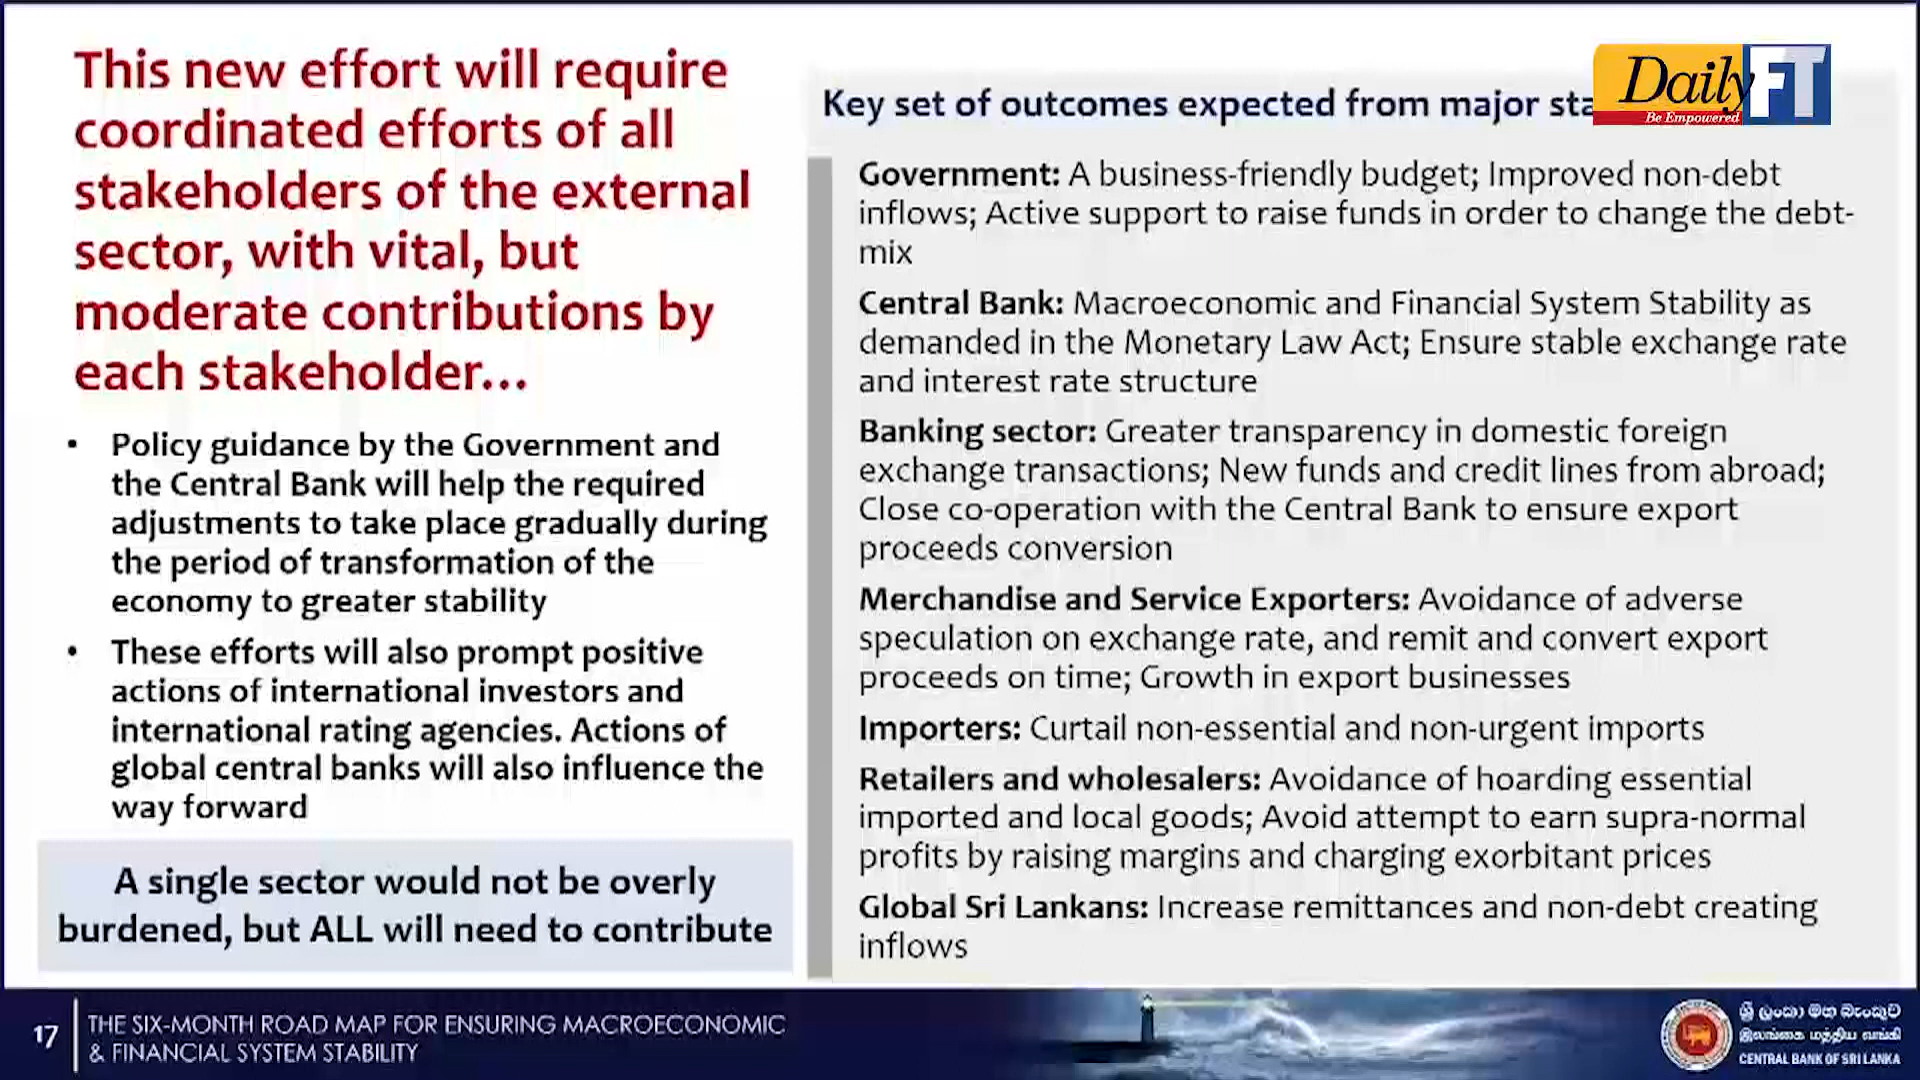 This new effort will require
coordinated efforts of all
stakeholders of the external
sector, with vital, but
moderate contributions by
each stakeholder...
• Policy guidance by the Government and
the Central Bank will help the required
adjustments to take place gradually during
the period of transformation of the
economy to greater stability
• These efforts will also prompt positive
actions of international investors and
international rating agencies. Actions of
global central banks will also influence the
way forward
A single sector would not be overly
burdened, but ALL will need to contribute
Daily FT
Be Empowered
Key set of outcomes expected from major sta
Government: A business-friendly budget; Improved non-debt
inflows; Active support to raise funds in order to change the debt-
mix
Central Bank: Macroeconomic and Financial System Stability as
demanded in the Monetary Law Act; Ensure stable exchange rate
and interest rate structure
Banking sector: Greater transparency in domestic foreign
exchange transactions; New funds and credit lines from abroad;
Close co-operation with the Central Bank to ensure export
proceeds conversion
Merchandise and Service Exporters: Avoidance of adverse
speculation on exchange rate, and remit and convert export
proceeds on time; Growth in export businesses
Importers: Curtail non-essential and non-urgent imports
Retailers and wholesalers: Avoidance of hoarding essential
imported and local goods; Avoid attempt to earn supra-normal
profits by raising margins and charging exorbitant prices
Global Sri Lankans: Increase remittances and non-debt creating
inflows
17
THE SIX-MONTH ROAD MAP FOR ENSURING MACROECONOMIC
& FINANCIAL SYSTEM STABILITY
ශ්‍රී ලංකා මහ බැංකුව
இலங்கை மத்திய வங்கி
CENTRAL BANK OF SRI LANKA